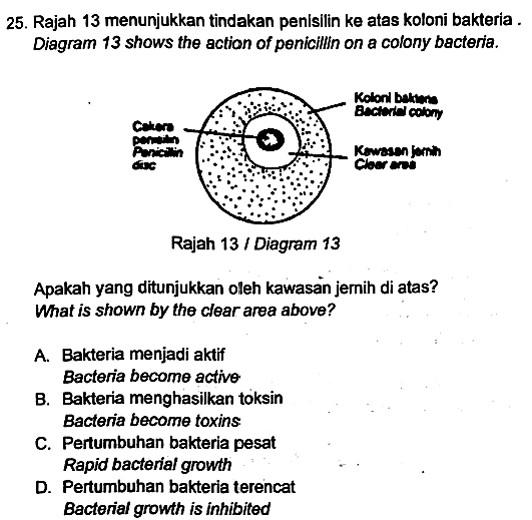 25. Rajah 13 menunjukkan tindakan penisilin ke atas koloni bakteria .
Diagram 13 shows the action of penicillin on a colony bacteria.
Cakera
penisilin
Penicillin
disc
Koloni bakteria
Bacterial colony
Kawasan jernih
Clear area
Rajah 13 / Diagram 13
Apakah yang ditunjukkan oleh kawasan jernih di atas?
What is shown by the clear area above?
A. Bakteria menjadi aktif
Bacteria become active
B. Bakteria menghasilkan toksin
Bacteria become toxins
C. Pertumbuhan bakteria pesat
Rapid bacterial growth
D. Pertumbuhan bakteria terencat
Bacterial growth is inhibited